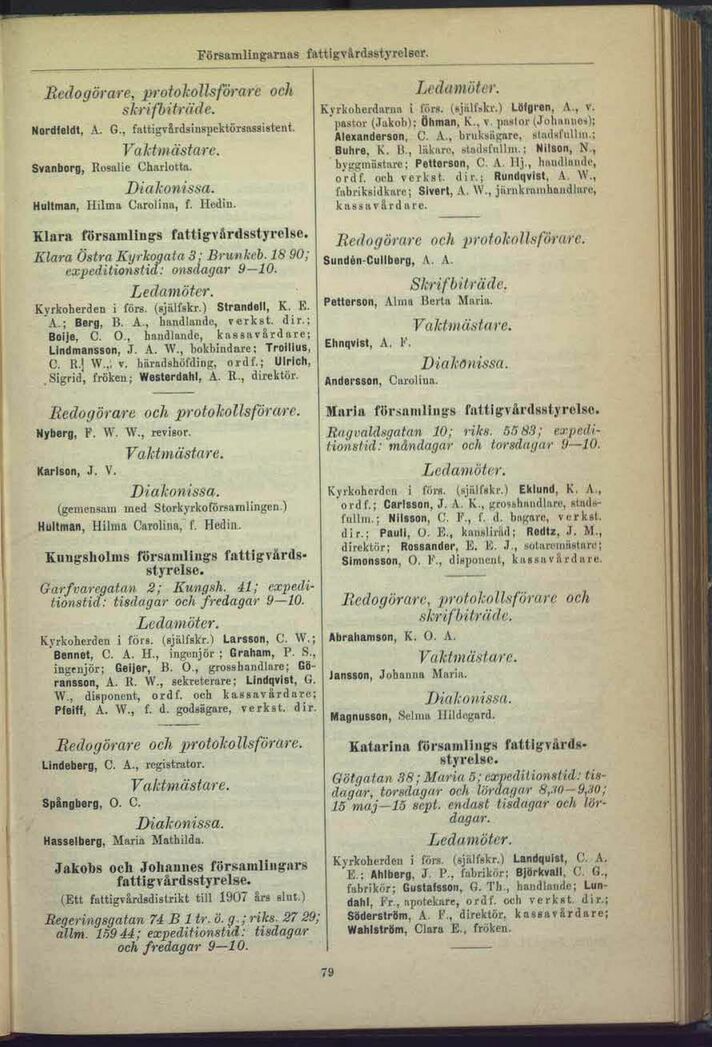 Församlingarnas fattigvårdsstyrelser.
Redogörare, protokollsförare och
skrifbiträde.
Nordfeldt, A. G., fattigvårdsinspektörsassistent.
Vaktmästare.
Svanborg, Rosalie Charlotta.
Diakonissa.
Hultman, Hilma Carolina, f. Hedin.
Klara församlings fattigvårdsstyrelse.
Klara Östra Kyrkogata 3; Brunkeb. 18 90;
expeditionstid: onsdagar 9—10.
Ledamöter.
Kyrkoherden i förs. (själfskr.) Strandell, K. E.
A.; Berg, B. A., handlande, verkst. dir.;
Boije, C. O., handlande, kassavårdare;
Lindmansson, J. A. W., bokbindare; Troilius,
C. R. W., v. häradshöfding, ordf.; Ulrich,
Sigrid, fröken; Westerdahl, A. R., direktör.
Redogörare och protokollsförare.
Nyberg, F. W. W., revisor.
Vaktmästare.
Karlson, J. V.
Diakonissa.
(gemensam med Storkyrkoförsamlingen.)
Hultman, Hilma Carolina, f. Hedin.
Kungsholms församlings fattigvårds-
styrelse.
Garfvaregatan 2; Kungsh. 41; expedi-
tionstid: tisdagar och fredagar 9—10.
Ledamöter.
Kyrkoherden i förs. (själfskr.) Larsson, C. W.;
Bennet, C. A. H., ingenjör; Graham, P. S.,
ingenjör; Geijer, B. O., grosshandlare; Gö-
ransson, A. R. W., sekreterare; Lindqvist, G.
W., disponent, ordf. och kassavårdare;
Pfeiff, A. W., f. d. godsägare, verkst. dir.
Redogörare och protokollsförare.
Lindeberg, C. A., registrator.
Vaktmästare.
Spångberg, O. C.
Diakonissa.
Hasselberg, Maria Mathilda.
Jakobs och Johannes församlingars
fattigvårdsstyrelse.
(Ett fattigvårdsdistrikt till 1907 års slut.)
Regeringsgatan 74 B 1 tr. ö. g.; riks. 27 29;
allm. 159 44; expeditionstid: tisdagar
och fredagar 9—10.
Ledamöter.
Kyrkoherdarna i förs. (själfskr.) Löfgren, A., v.
pastor (Jakob); Öhman, K., v. pastor (Johannes);
Alexanderson, C. A., bruksägare, stadsfullm.;
Buhre, K. B., läkare, stadsfullm.; Nilson, N.,
byggmästare; Petterson, C. A. Hj., handlande,
ordf. och verkst. dir.; Rundqvist, A. W.,
fabriksidkare; Sivert, A. W., järnkramhandlare,
kassavårdare.
Redogörare och protokollsförare.
Sundén-Cullberg, A. A.
Skrifbiträde.
Petterson, Alma Berta Maria.
Vaktmästare.
Ehnqvist, A. F.
Diakonissa.
Andersson, Carolina.
Maria församlings fattigvårdsstyrelse.
Ragvaldsgatan 10; riks. 55 83; expedi-
tionstid: måndagar och torsdagar 9—10.
Ledamöter.
Kyrkoherden i förs. (själfskr.) Eklund, K. A.,
ordf.; Carlsson, J. A. K., grosshandlare, stads-
fullm.; Nilsson, C. F., f. d. bagare, verkst.
dir.; Pauli, O. E., kansliråd; Redtz, J. M.,
direktör; Rossander, E. E. J., sotaremästare;
Simonsson, O. F., disponent, kassavårdare.
Redogörare, protokollsförare och
skrifbiträde.
Abrahamson, K. O. A.
Vaktmästare.
Jansson, Johanna Maria.
Diakonissa.
Magnusson, Selma Hildegard.
Katarina församlings fattigvårds-
styrelse.
Götgatan 38; Maria 5; expeditionstid: tis-
dagar, torsdagar och lördagar 8,30—9,30;
15 maj—15 sept. endast tisdagar och lör-
dagar.
Ledamöter.
Kyrkoherden i förs. (själfskr.) Landquist, C. A.
E.; Ahlberg, J. P., fabrikör; Björkvall, C. G.,
fabrikör; Gustafsson, G. Th., handlande; Lun-
dahl, Fr., apotekare, ordf. och verkst. dir.;
Söderström, A. F., direktör, kassavårdare;
Wahlström, Clara E., fröken.
79